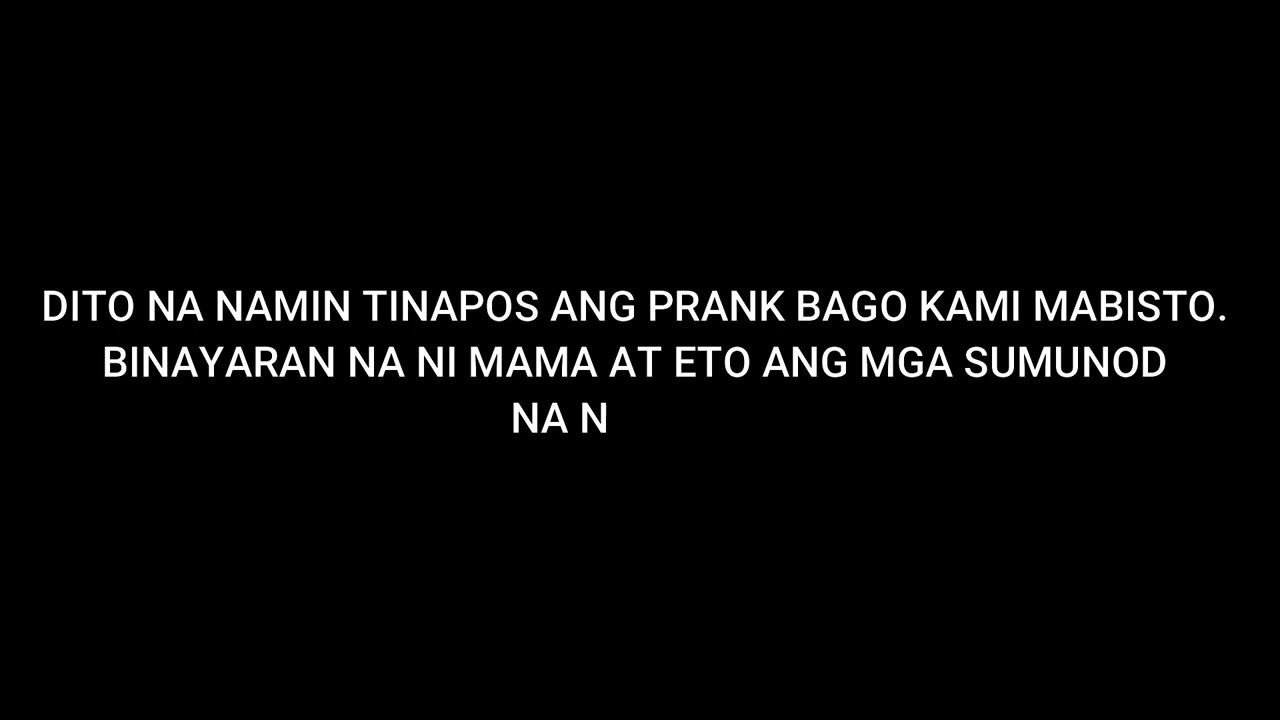 DITO NA NAMIN TINAPOS ANG PRANK BAGO KAMI MABISTO.
BINAYARAN NA NI MAMA AT ETO ANG MGA SUMUNOD
NA N